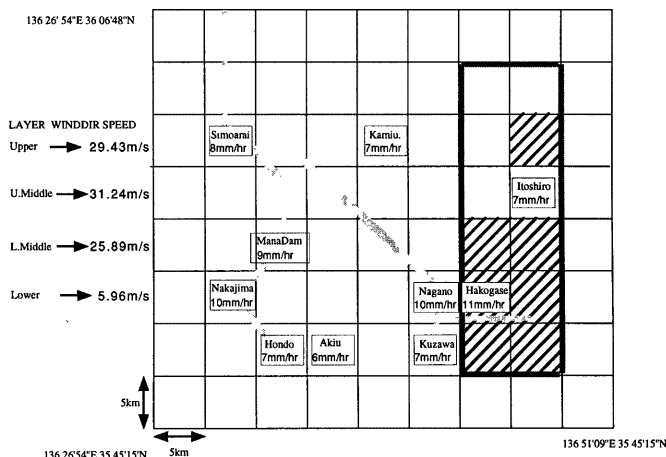 136 26' 54"E 36 06'48"N
LAYER WINDDIR SPEED
Upper 29.43m/s
U.Middle 31.24m/s
L.Middle 25.89m/s
Lower 5.96m/s
Simoarai
8mm/hr
Kamiu.
7mm/hr
Itoshiro
7mm/hr
ManaDam
9mm/hr
Nakajima
10mm/hr
Nagano
10mm/hr
Hakogase
11mm/hr
Hondo
7mm/hr
Akiu
6mm/hr
Kuzawa
7mm/hr
5km
5km
136 26'54"E 35 45'15"N
136 51'09"E 35 45'15"N